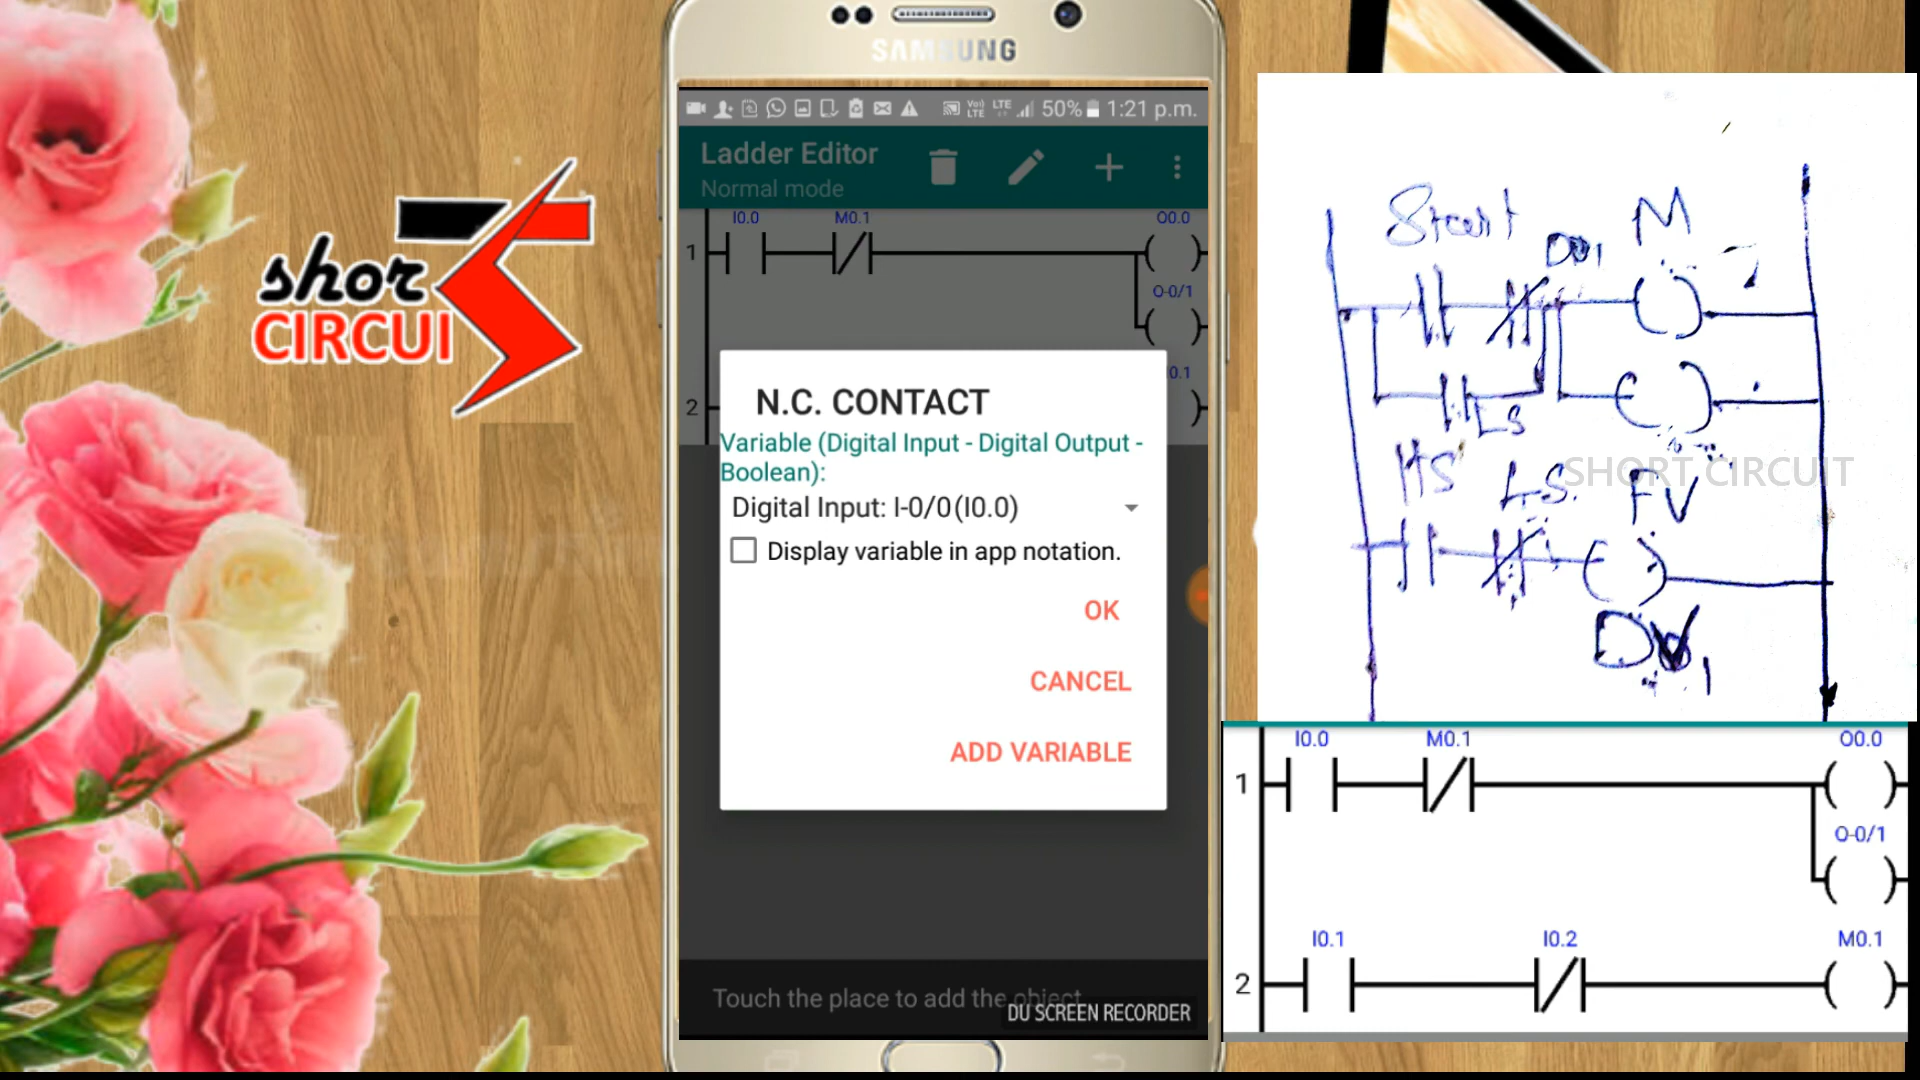 SAMSUNG
50% 1:21 p.m.
Ladder Editor
Normal mode
I0.0 M0.1 O0.0
1
O-0/1
0.1
2
N.C. CONTACT
Variable (Digital Input - Digital Output -
Boolean):
Digital Input: I-0/0(I0.0)
Display variable in app notation.
OK
CANCEL
ADD VARIABLE
Touch the place to add the object
DU SCREEN RECORDER
shor
CIRCUI
Start M
LS
HS L.S. FV
SHORT CIRCUIT
I0.0 M0.1 O0.0
1
O-0/1
I0.1 I0.2 M0.1
2